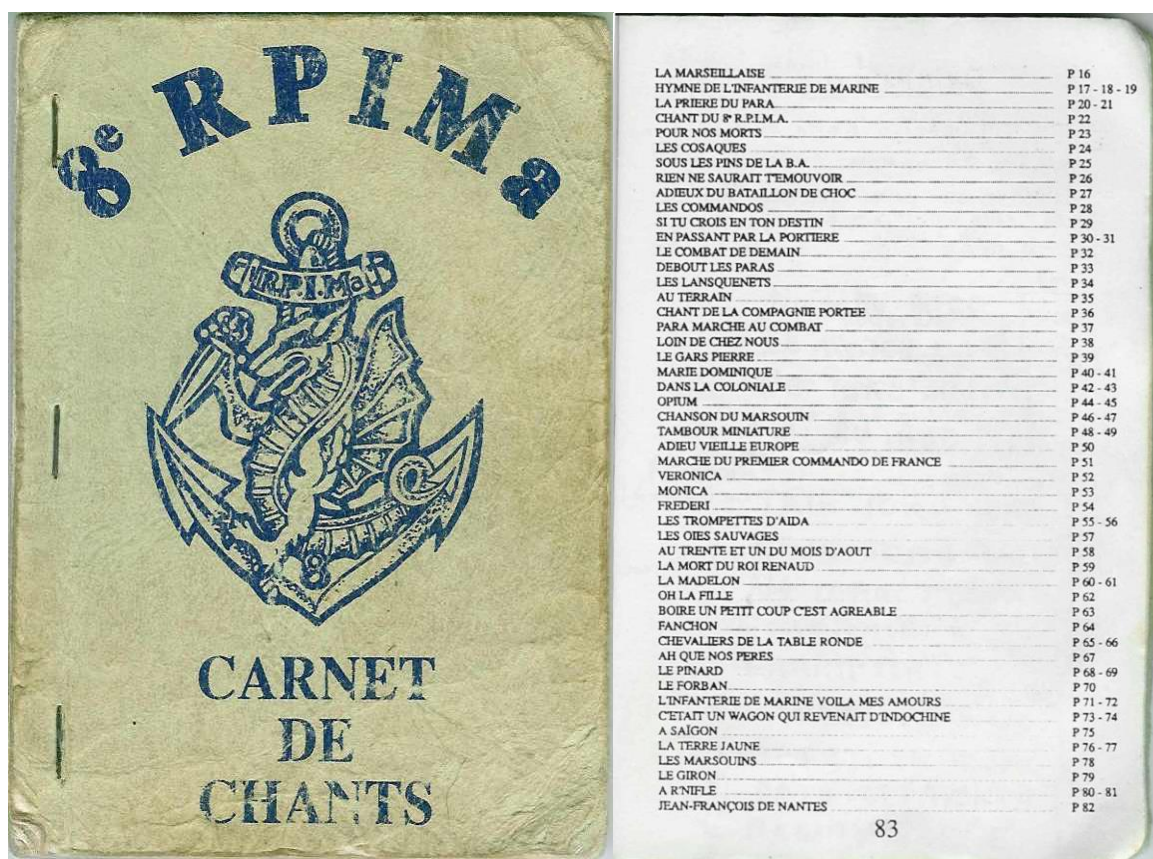 8e RPIMa
R.P.I.Ma
8
CARNET
DE
CHANTS
LA MARSEILLAISE P 16
HYMNE DE L'INFANTERIE DE MARINE P 17 - 18 - 19
LA PRIERE DU PARA P 20 - 21
CHANT DU 8e R.P.I.M.A. P 22
POUR NOS MORTS P 23
LES COSAQUES P 24
SOUS LES PINS DE LA B.A. P 25
RIEN NE SAURAIT T'EMOUVOIR P 26
ADIEUX DU BATAILLON DE CHOC P 27
LES COMMANDOS P 28
SI TU CROIS EN TON DESTIN P 29
EN PASSANT PAR LA PORTIERE P 30 - 31
LE COMBAT DE DEMAIN P 32
DEBOUT LES PARAS P 33
LES LANSQUENETS P 34
AU TERRAIN P 35
CHANT DE LA COMPAGNIE PORTEE P 36
PARA MARCHE AU COMBAT P 37
LOIN DE CHEZ NOUS P 38
LE GARS PIERRE P 39
MARIE DOMINIQUE P 40 - 41
DANS LA COLONIALE P 42 - 43
OPIUM P 44 - 45
CHANSON DU MARSOUIN P 46 - 47
TAMBOUR MINIATURE P 48 - 49
ADIEU VIEILLE EUROPE P 50
MARCHE DU PREMIER COMMANDO DE FRANCE P 51
VERONICA P 52
MONICA P 53
FREDERI P 54
LES TROMPETTES D'AIDA P 55 - 56
LES OIES SAUVAGES P 57
AU TRENTE ET UN DU MOIS D'AOUT P 58
LA MORT DU ROI RENAUD P 59
LA MADELON P 60 - 61
OH LA FILLE P 62
BOIRE UN PETIT COUP C'EST AGREABLE P 63
FANCHON P 64
CHEVALIERS DE LA TABLE RONDE P 65 - 66
AH QUE NOS PERES P 67
LE PINARD P 68 - 69
LE FORBAN P 70
L'INFANTERIE DE MARINE VOILA MES AMOURS P 71 - 72
C'ETAIT UN WAGON QUI REVENAIT D'INDOCHINE P 73 - 74
A SAÏGON P 75
LA TERRE JAUNE P 76 - 77
LES MARSOUINS P 78
LE GIRON P 79
A R'NIFLE P 80 - 81
JEAN-FRANÇOIS DE NANTES P 82
83